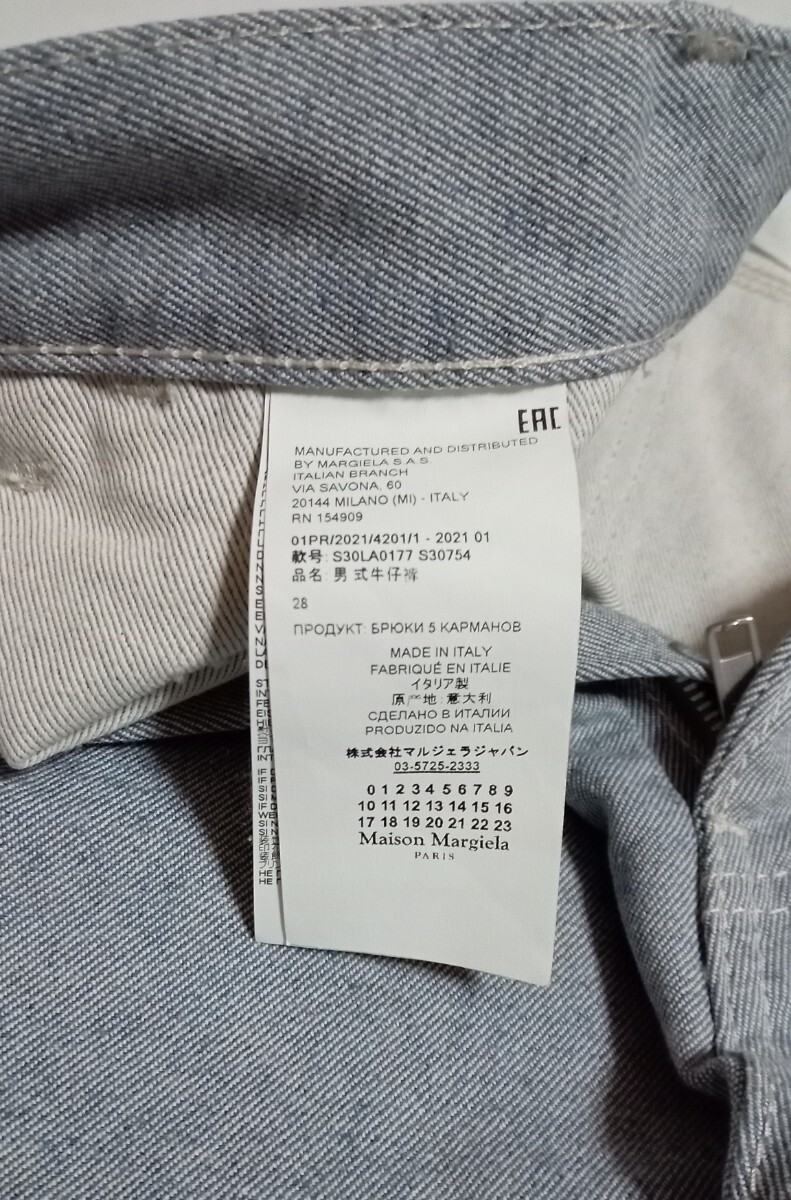 EAC
MANUFACTURED AND DISTRIBUTED
BY MARGIELA S.A.S
ITALIAN BRANCH
VIA SAVONA, 60
20144 MILANO (MI) - ITALY
RN 154909
01PR/2021/4201/1 - 2021 01
款号: S30LA0177 S30754
品名: 男 式牛仔裤
28
ПРОДУКТ: БРЮКИ 5 КАРМАНОВ
MADE IN ITALY
FABRIQUÉ EN ITALIE
イタリア製
原产地:意大利
СДЕЛАНО В ИТАЛИИ
PRODUZIDO NA ITALIA
株式会社マルジェラジャパン
03-5725-2333
0 1 2 3 4 5 6 7 8 9
10 11 12 13 14 15 16
17 18 19 20 21 22 23
Maison Margiela
PARIS